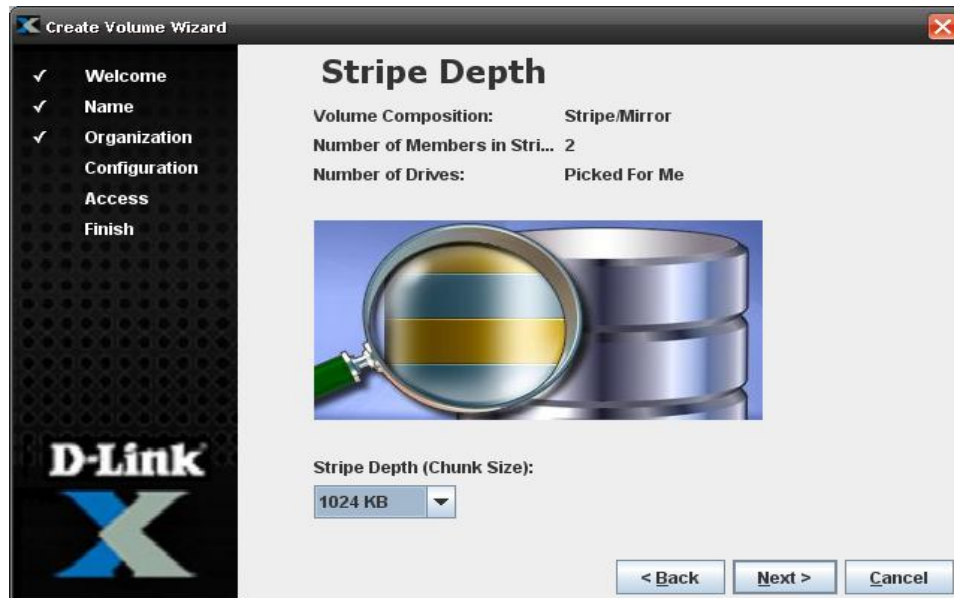 Create Volume Wizard
✓ Welcome
✓ Name
✓ Organization
Configuration
Access
Finish
D-Link
Stripe Depth
Volume Composition: Stripe/Mirror
Number of Members in Stri... 2
Number of Drives: Picked For Me
Stripe Depth (Chunk Size):
1024 KB
< Back Next > Cancel